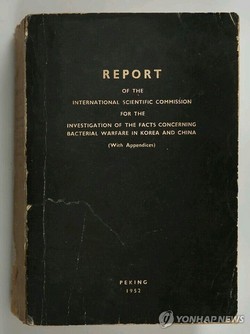 REPORT
OF THE
INTERNATIONAL SCIENTIFIC COMMISSION
FOR THE
INVESTIGATION OF THE FACTS CONCERNING
BACTERIAL WARFARE IN KOREA AND CHINA
(With Appendices)
PEKING
1952
YONHAP NEWS